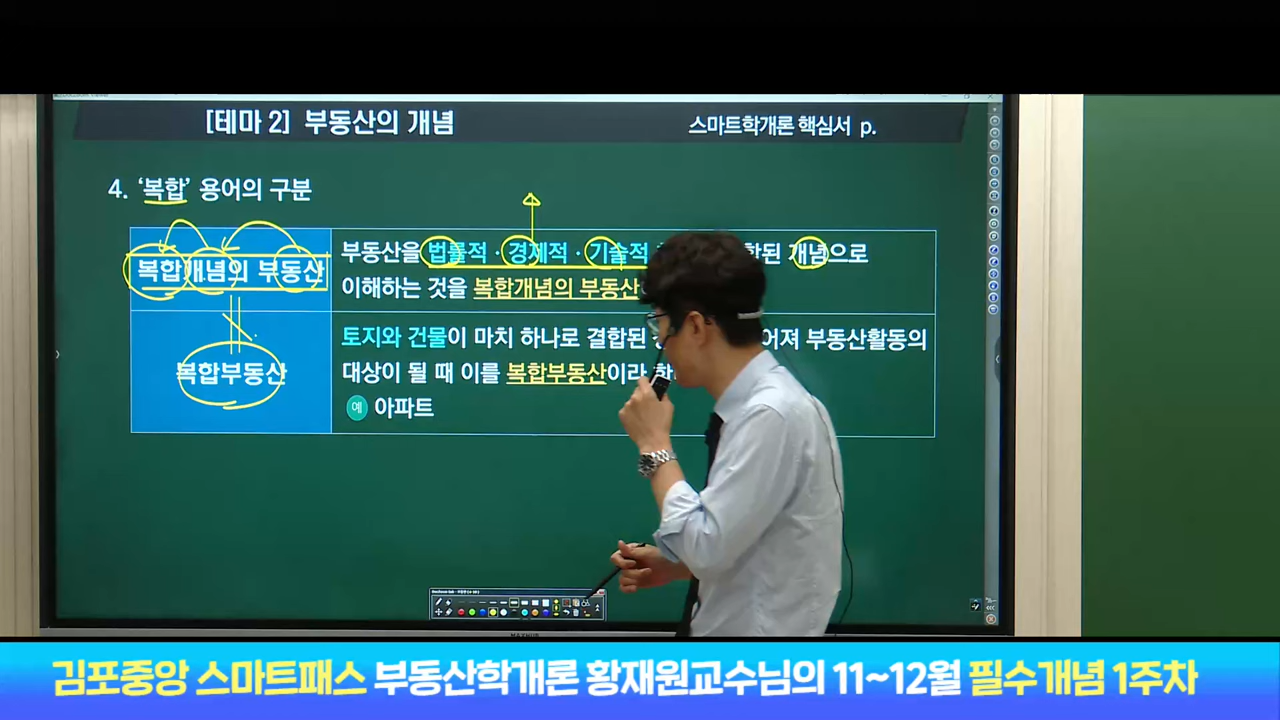 [테마 2] 부동산의 개념
스마트학개론 핵심서 p.
4. ‘복합’ 용어의 구분
복합개념의 부동산
부동산을 법률적 · 경제적 · 기술적 합된 개념으로
이해하는 것을 복합개념의 부동산
복합부동산
토지와 건물이 마치 하나로 결합된 어져 부동산활동의
대상이 될 때 이를 복합부동산이라
예 아파트
김포중앙 스마트패스 부동산학개론 황재원교수님의 11~12월 필수개념 1주차